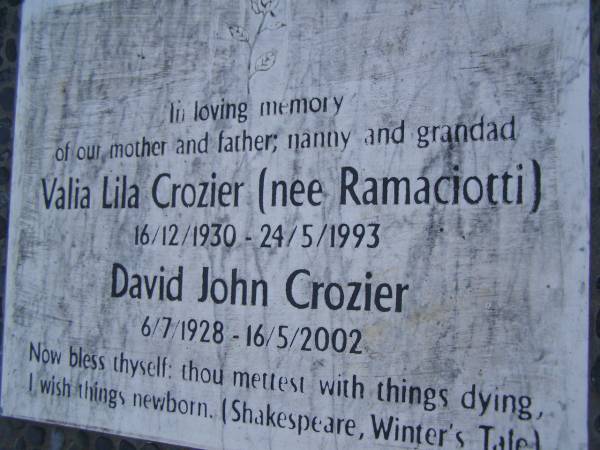 In loving memory
of our mother and father; nanny and grandad
Valia Lila Crozier (nee Ramaciotti)
16/12/1930 - 24/5/1993
David John Crozier
6/7/1928 - 16/5/2002
Now bless thyself: thou mettest with things dying,
I wish things newborn. (Shakespeare, Winter's Tale)